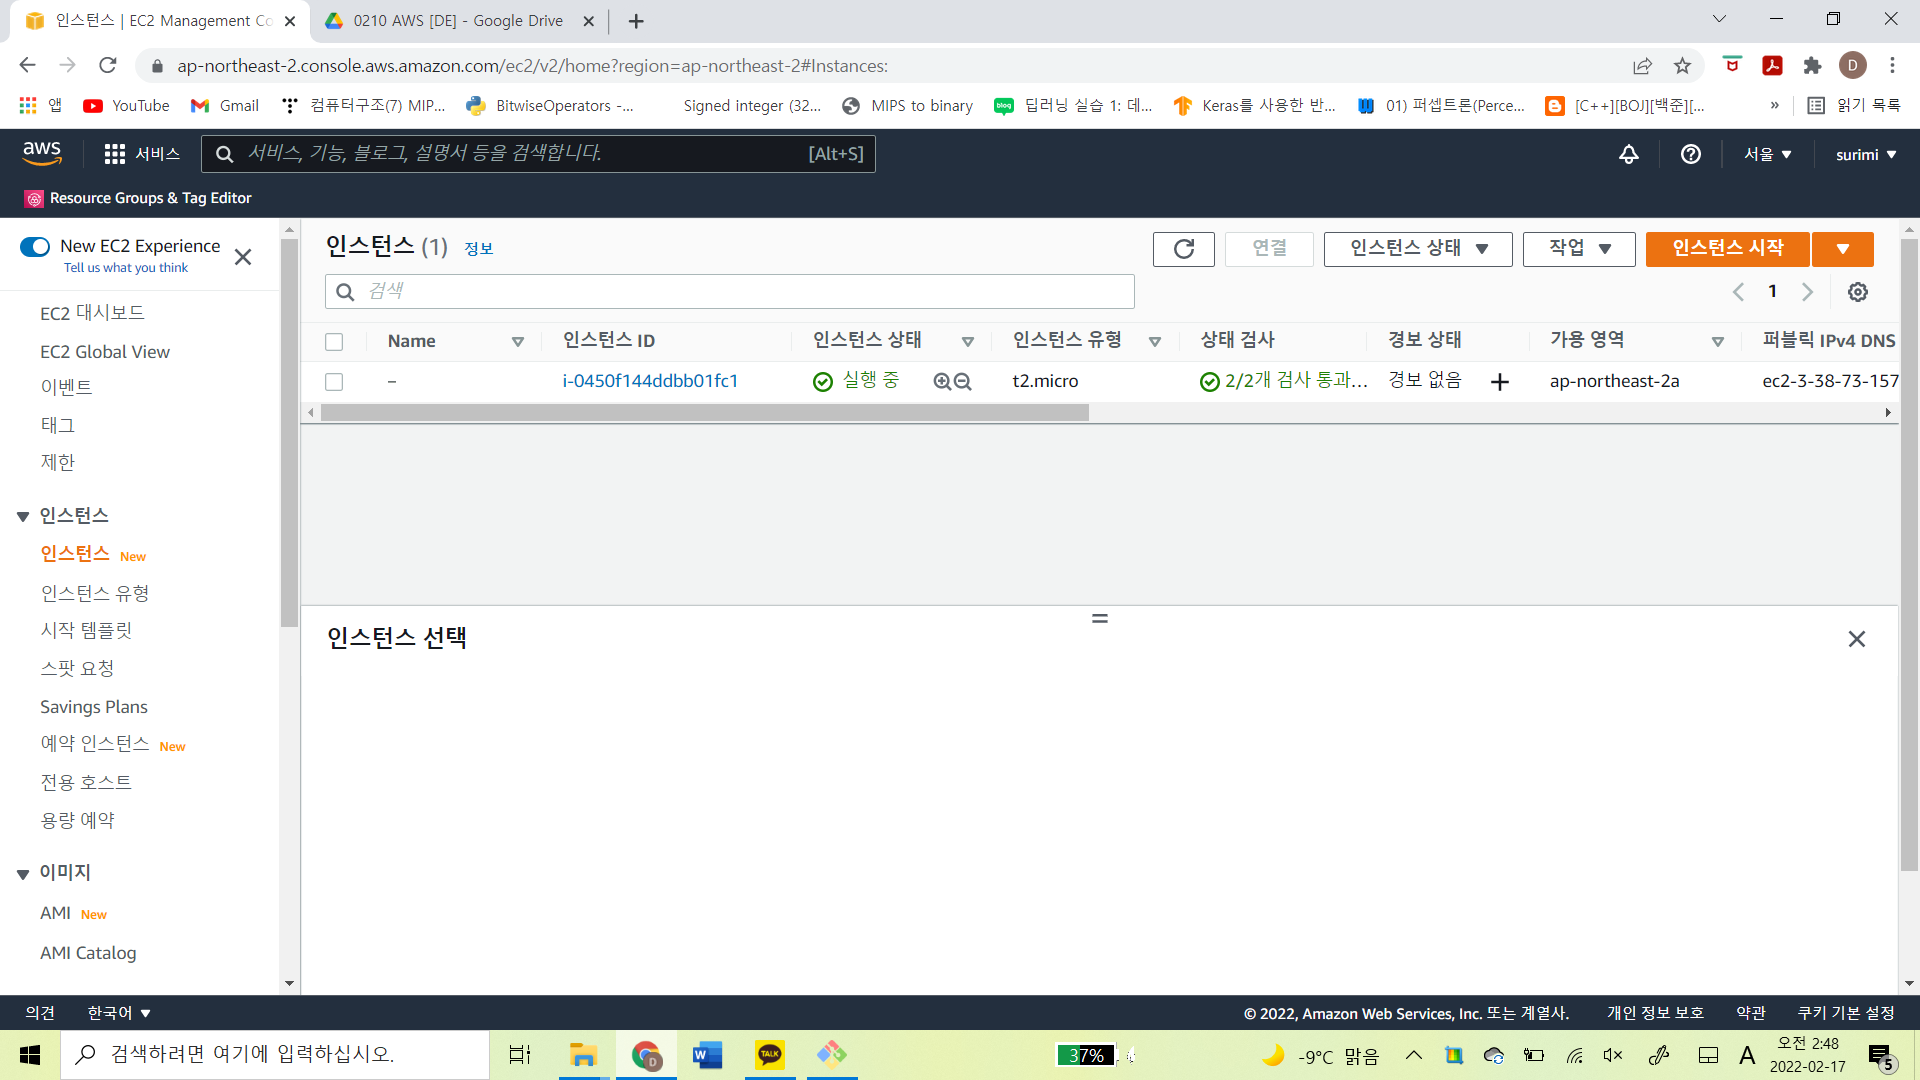 인스턴스 | EC2 Management Co
0210 AWS [DE] - Google Drive
ap-northeast-2.console.aws.amazon.com/ec2/v2/home?region=ap-northeast-2#Instances:
D
앱
YouTube
Gmail
컴퓨터구조(7) MIP...
BitwiseOperators -...
Signed integer (32...
MIPS to binary
딥러닝 실습 1: 데...
Keras를 사용한 반...
01) 퍼셉트론(Perce...
[C++][BOJ][백준][...
»
읽기 목록
aws
서비스
서비스, 기능, 블로그, 설명서 등을 검색합니다.
[Alt+S]
서울
surimi
Resource Groups & Tag Editor
New EC2 Experience
Tell us what you think
EC2 대시보드
EC2 Global View
이벤트
태그
제한
인스턴스
인스턴스 New
인스턴스 유형
시작 템플릿
스팟 요청
Savings Plans
예약 인스턴스 New
전용 호스트
용량 예약
이미지
AMI New
AMI Catalog
인스턴스 (1) 정보
연결
인스턴스 상태
작업
인스턴스 시작
검색
1
Name
인스턴스 ID
인스턴스 상태
인스턴스 유형
상태 검사
경보 상태
가용 영역
퍼블릭 IPv4 DNS
–
i-0450f144ddbb01fc1
실행 중
t2.micro
2/2개 검사 통과...
경보 없음
ap-northeast-2a
ec2-3-38-73-157
인스턴스 선택
의견
한국어
© 2022, Amazon Web Services, Inc. 또는 계열사.
개인 정보 보호
약관
쿠키 기본 설정
검색하려면 여기에 입력하십시오.
W
TALK
37%
-9°C 맑음
A
오전 2:48
2022-02-17
5